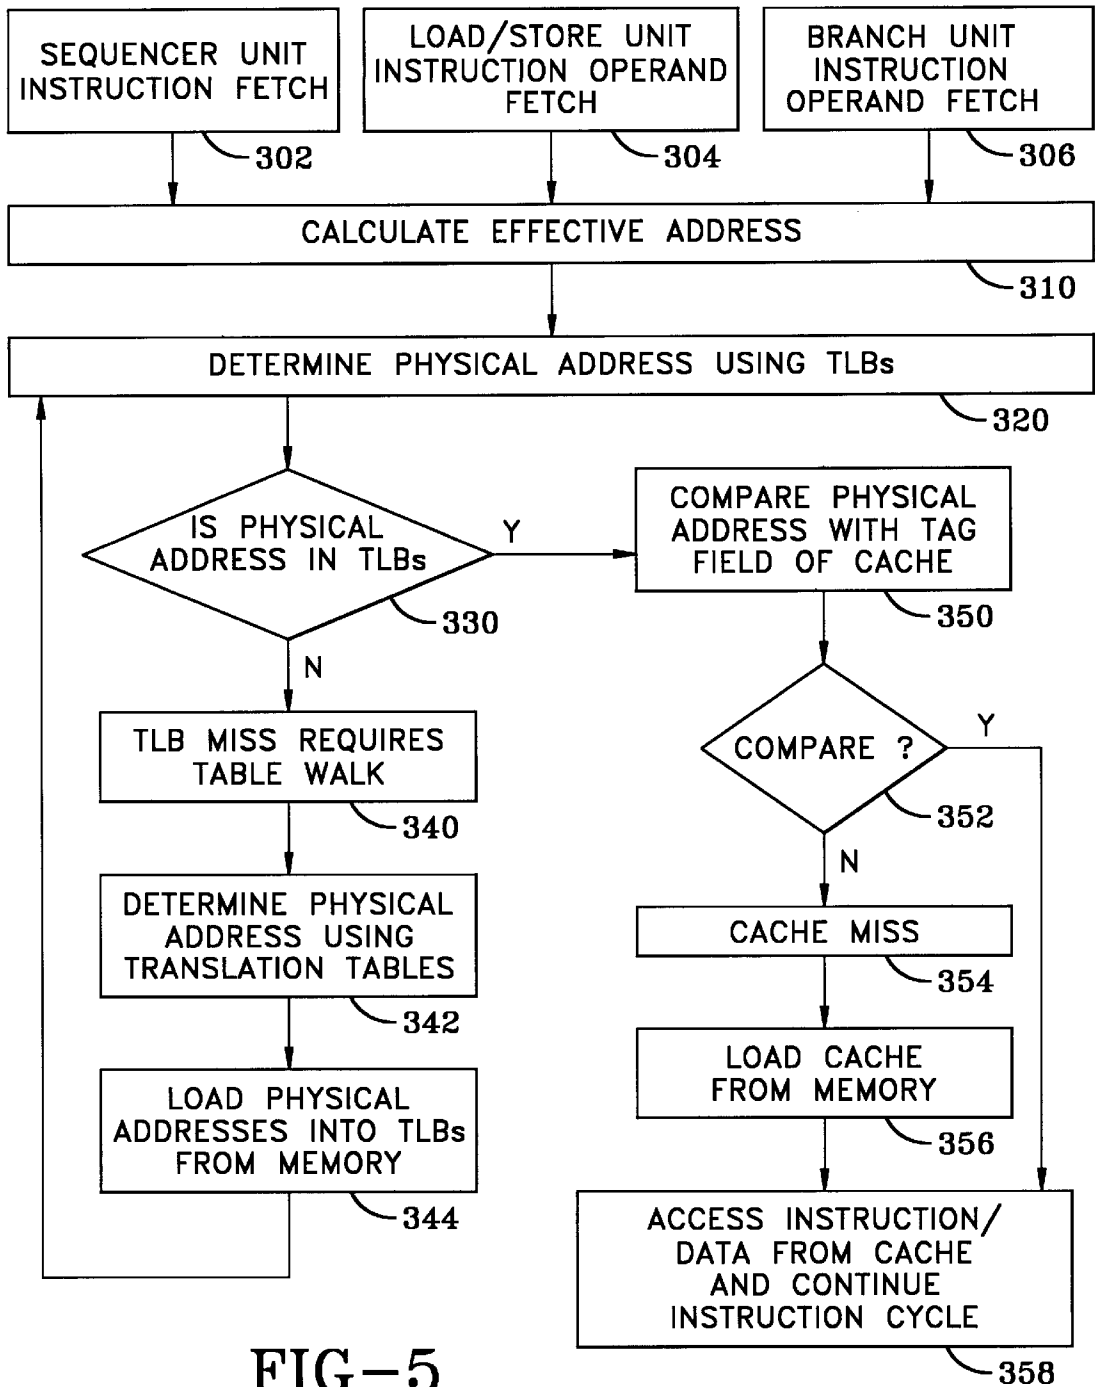 SEQUENCER UNIT
INSTRUCTION FETCH
302
LOAD/STORE UNIT
INSTRUCTION OPERAND
FETCH
304
BRANCH UNIT
INSTRUCTION
OPERAND FETCH
306
CALCULATE EFFECTIVE ADDRESS
310
DETERMINE PHYSICAL ADDRESS USING TLBs
320
IS PHYSICAL
ADDRESS IN TLBs
330
Y
N
TLB MISS REQUIRES
TABLE WALK
340
DETERMINE PHYSICAL
ADDRESS USING
TRANSLATION TABLES
342
LOAD PHYSICAL
ADDRESSES INTO TLBs
FROM MEMORY
344
COMPARE PHYSICAL
ADDRESS WITH TAG
FIELD OF CACHE
350
COMPARE ?
352
Y
N
CACHE MISS
354
LOAD CACHE
FROM MEMORY
356
ACCESS INSTRUCTION/
DATA FROM CACHE
AND CONTINUE
INSTRUCTION CYCLE
358
FIG-5